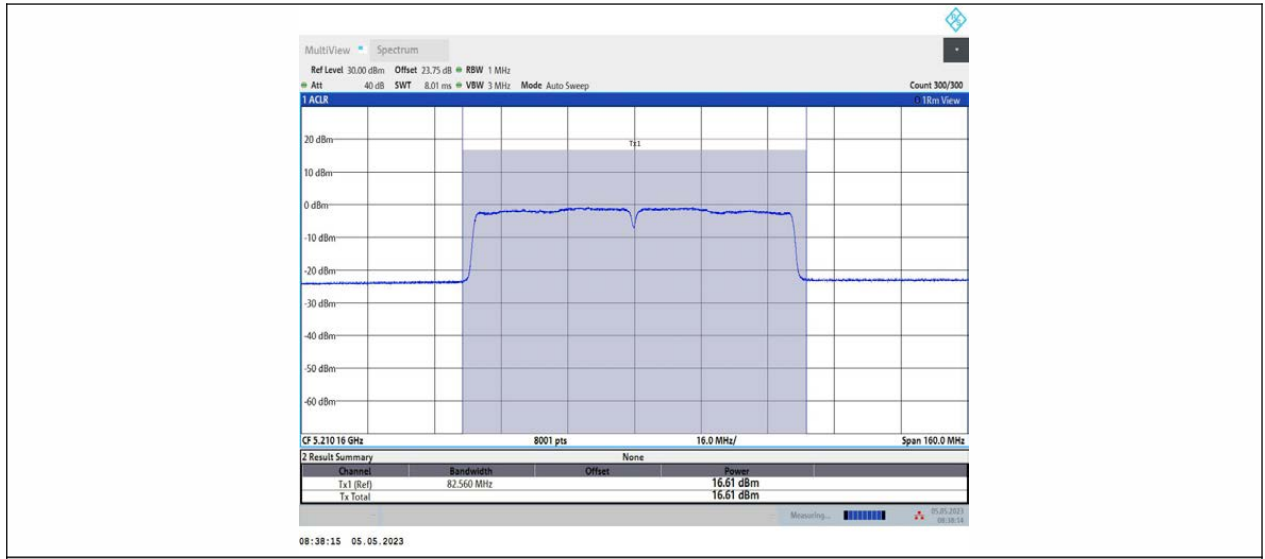 MultiView Spectrum
Ref Level 30.00 dBm Offset 23.75 dB RBW 1 MHz
Att 40 dB SWT 8.01 ms VBW 3 MHz Mode Auto Sweep Count 300/300
1 ACLR 1Rm View
Tx1
20 dBm
10 dBm
0 dBm
-10 dBm
-20 dBm
-30 dBm
-40 dBm
-50 dBm
-60 dBm
CF 5.210 16 GHz 8001 pts 16.0 MHz/ Span 160.0 MHz
2 Result Summary None
Channel Bandwidth Offset Power
Tx1 (Ref) 82.560 MHz 16.61 dBm
Tx Total 16.61 dBm
Measuring... 05.05.2023
08:38:14
08:38:15 05.05.2023